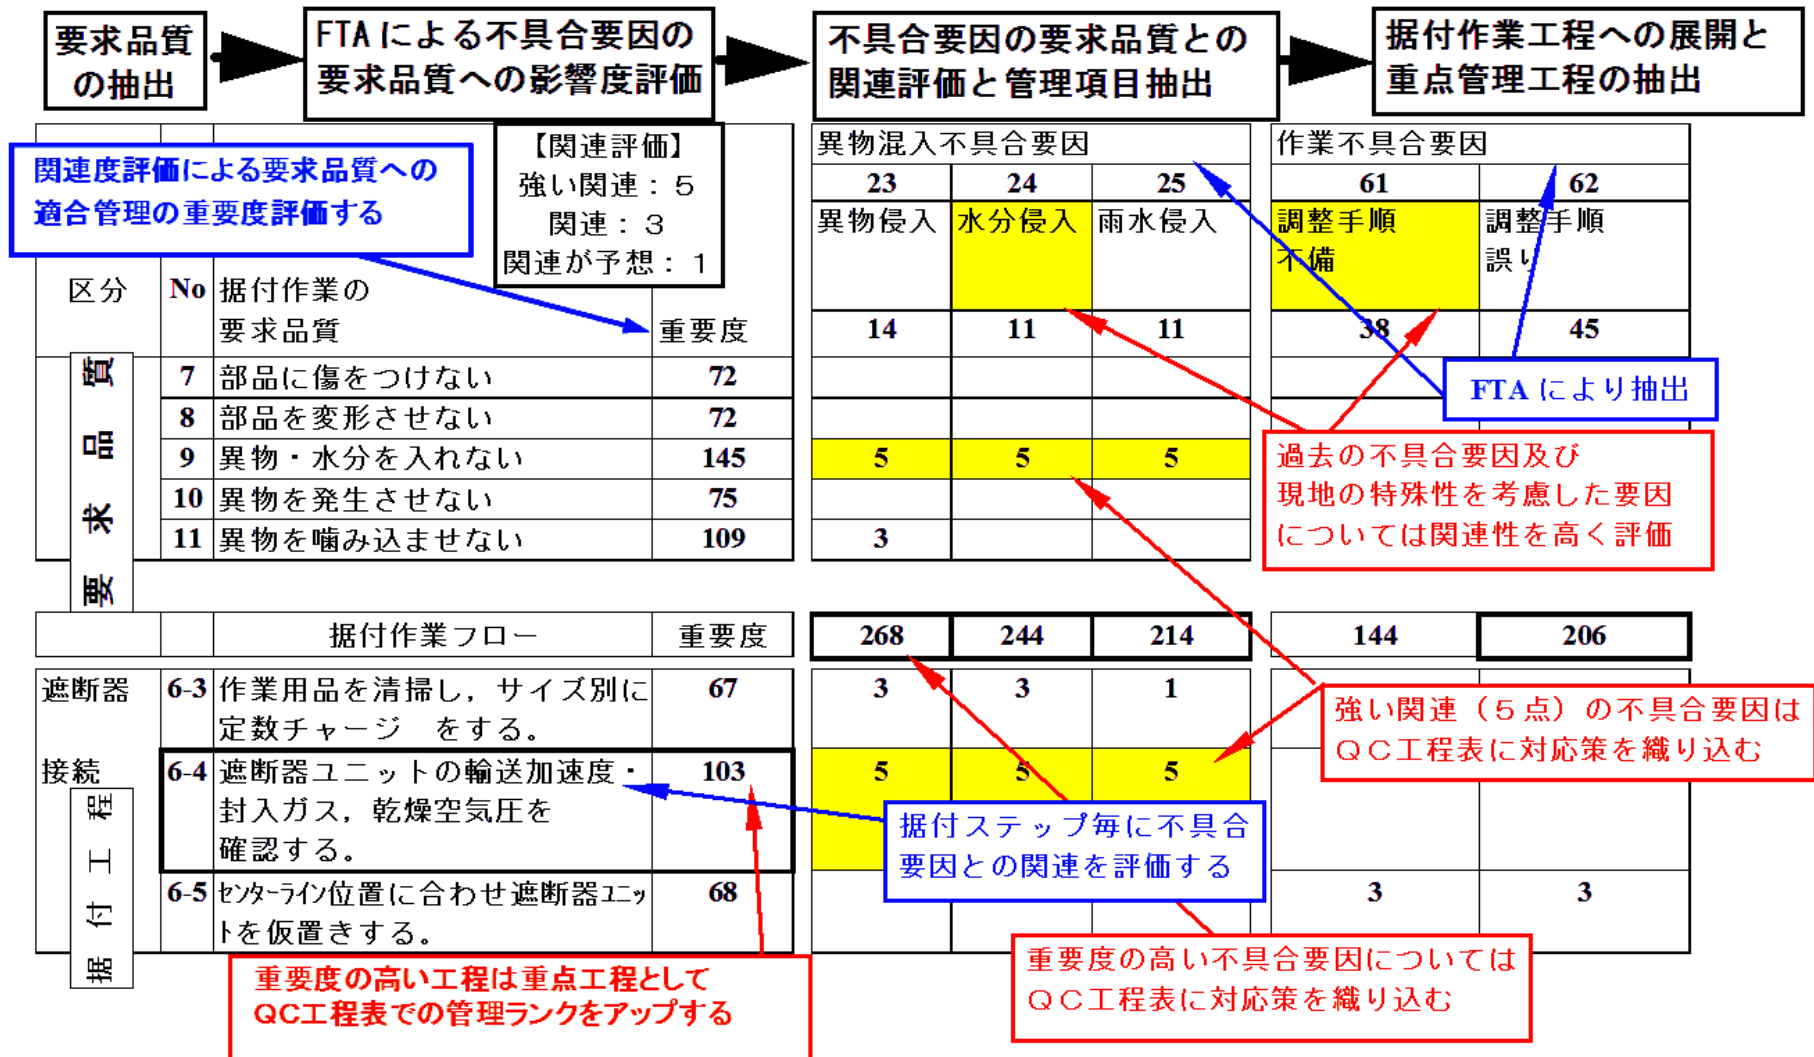 要求品質
の抽出
FTAによる不具合要因の
要求品質への影響度評価
不具合要因の要求品質との
関連評価と管理項目抽出
据付作業工程への展開と
重点管理工程の抽出
関連度評価による要求品質への
適合管理の重要度評価する
【関連評価】
強い関連：５
関連：３
関連が予想：１
異物混入不具合要因
作業不具合要因
23 24 25 61 62
異物侵入 水分侵入 雨水侵入 調整手順 調整手順
不備 誤り
区分 No 据付作業の
要求品質 重要度 14 11 11 38 45
要求品質
7 部品に傷をつけない 72
8 部品を変形させない 72
9 異物・水分を入れない 145 5 5 5
10 異物を発生させない 75
11 異物を噛み込ませない 109 3
FTAにより抽出
過去の不具合要因及び
現地の特殊性を考慮した要因
については関連性を高く評価
据付作業フロー 重要度 268 244 214 144 206
遮断器 6-3 作業用品を清掃し，サイズ別に 67 3 3 1
定数チャージ をする。
接続 6-4 遮断器ユニットの輸送加速度・ 103 5 5 5
封入ガス，乾燥空気圧を
確認する。
6-5 ｾﾝﾀｰﾗｲﾝ位置に合わせ遮断器ﾕﾆｯ 68 3 3
ﾄを仮置きする。
据付工程
強い関連（５点）の不具合要因は
ＱＣ工程表に対応策を織り込む
据付ステップ毎に不具合
要因との関連を評価する
重要度の高い工程は重点工程として
QC工程表での管理ランクをアップする
重要度の高い不具合要因については
ＱＣ工程表に対応策を織り込む